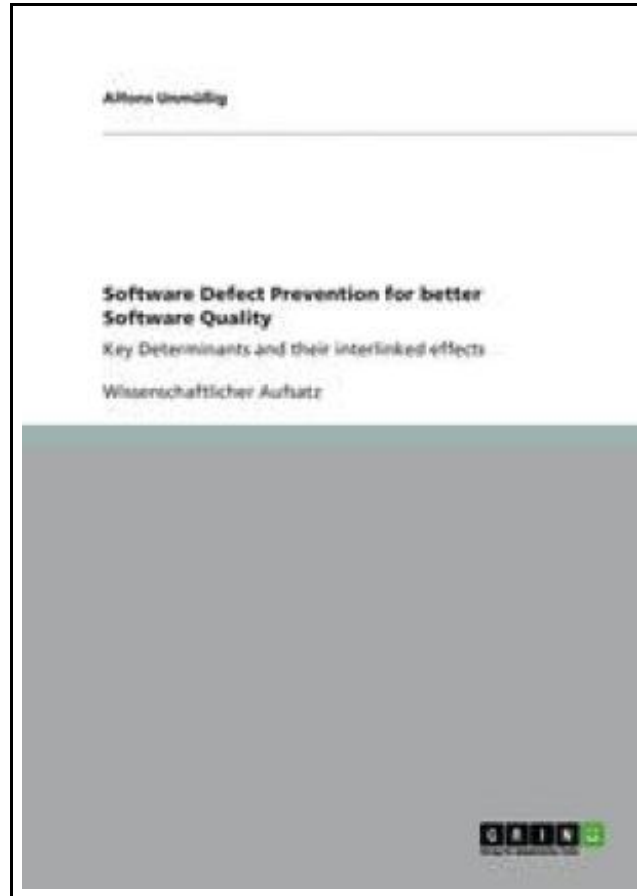 Alfons Unmüßig
Software Defect Prevention for better
Software Quality
Key Determinants and their interlinked effects
Wissenschaftlicher Aufsatz
GRIN